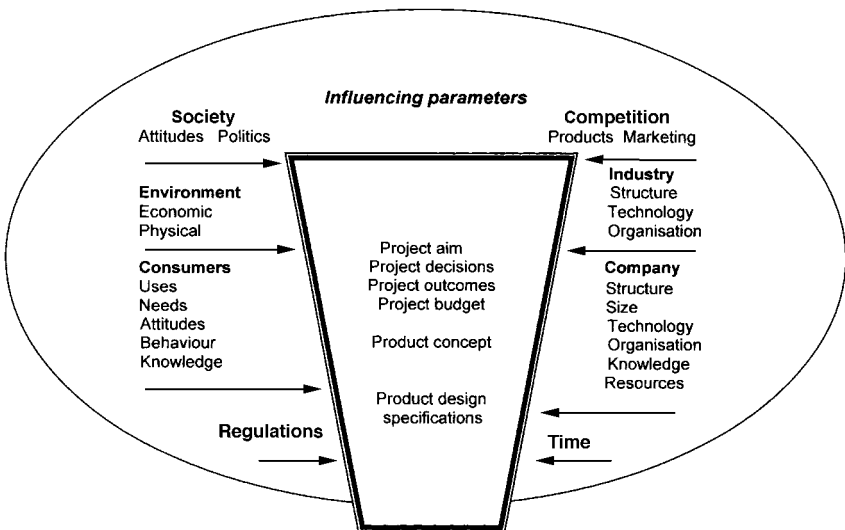 Influencing parameters
Society
Attitudes Politics
Environment
Economic
Physical
Consumers
Uses
Needs
Attitudes
Behaviour
Knowledge
Regulations
Project aim
Project decisions
Project outcomes
Project budget
Product concept
Product design
specifications
Competition
Products Marketing
Industry
Structure
Technology
Organisation
Company
Structure
Size
Technology
Organisation
Knowledge
Resources
Time